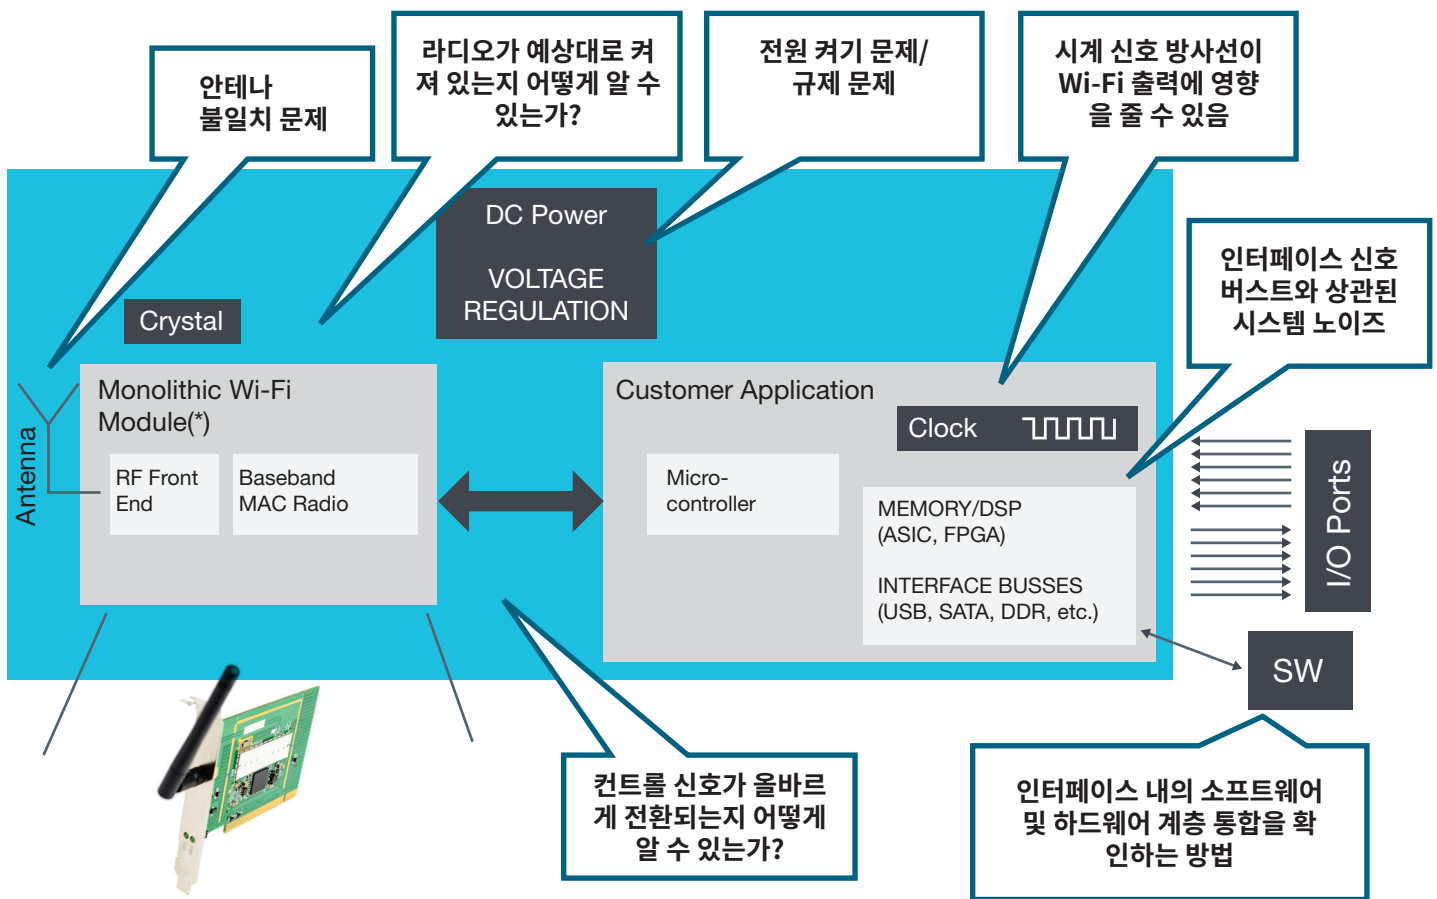 안테나
불일치 문제
라디오가 예상대로 켜
져 있는지 어떻게 알 수
있는가?
전원 켜기 문제/
규제 문제
시계 신호 방사선이
Wi-Fi 출력에 영향
을 줄 수 있음
DC Power
VOLTAGE
REGULATION
인터페이스 신호
버스트와 상관된
시스템 노이즈
Crystal
Monolithic Wi-Fi
Module(*)
Customer Application
Clock
Antenna
RF Front
End
Baseband
MAC Radio
Micro-
controller
MEMORY/DSP
(ASIC, FPGA)
INTERFACE BUSSES
(USB, SATA, DDR, etc.)
I/O Ports
SW
컨트롤 신호가 올바르
게 전환되는지 어떻게
알 수 있는가?
인터페이스 내의 소프트웨어
및 하드웨어 계층 통합을 확
인하는 방법